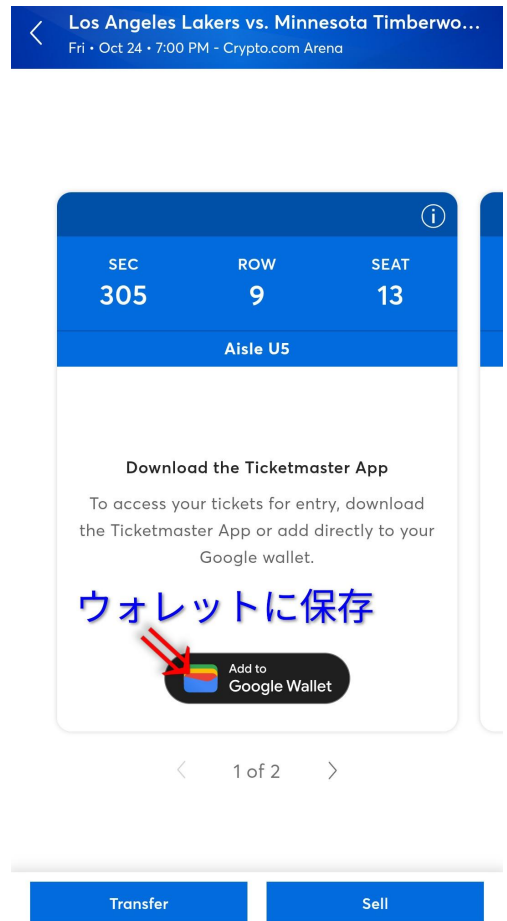 Los Angeles Lakers vs. Minnesota Timberwo...
Fri • Oct 24 • 7:00 PM - Crypto.com Arena
SEC ROW SEAT
305 9 13
Aisle U5
Download the Ticketmaster App
To access your tickets for entry, download
the Ticketmaster App or add directly to your
Google wallet.
ウォレットに保存
Add to
Google Wallet
1 of 2
Transfer Sell